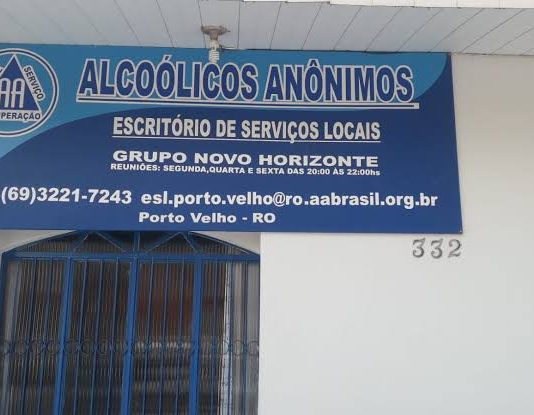 AA
SERVIÇO
PERAÇÃO
ALCOÓLICOS ANÔNIMOS
ESCRITÓRIO DE SERVIÇOS LOCAIS
GRUPO NOVO HORIZONTE
REUNIÕES: SEGUNDA,QUARTA E SEXTA DAS 20:00 ÀS 22:00hs
(69)3221-7243 esl.porto.velho@ro.aabrasil.org.br
Porto Velho - RO
332